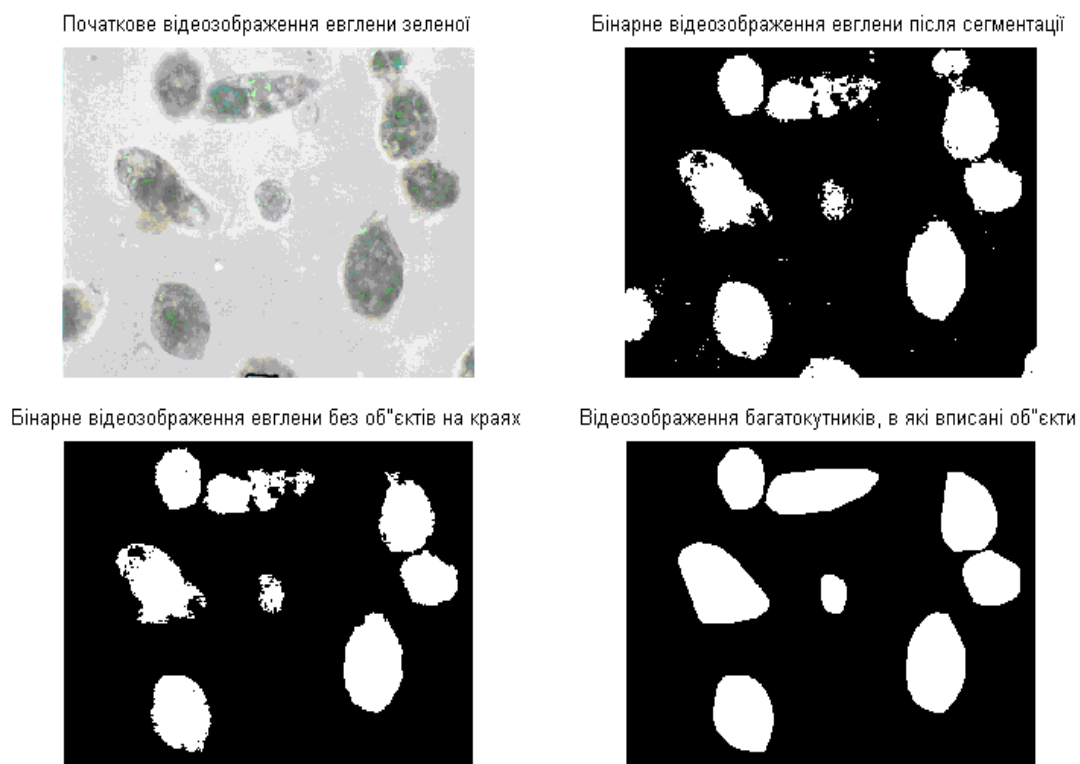 Початкове відеозображення евглени зеленої
Бінарне відеозображення евглени після сегментації
Бінарне відеозображення евглени без об"єктів на краях
Відеозображення багатокутників, в які вписані об"єкти